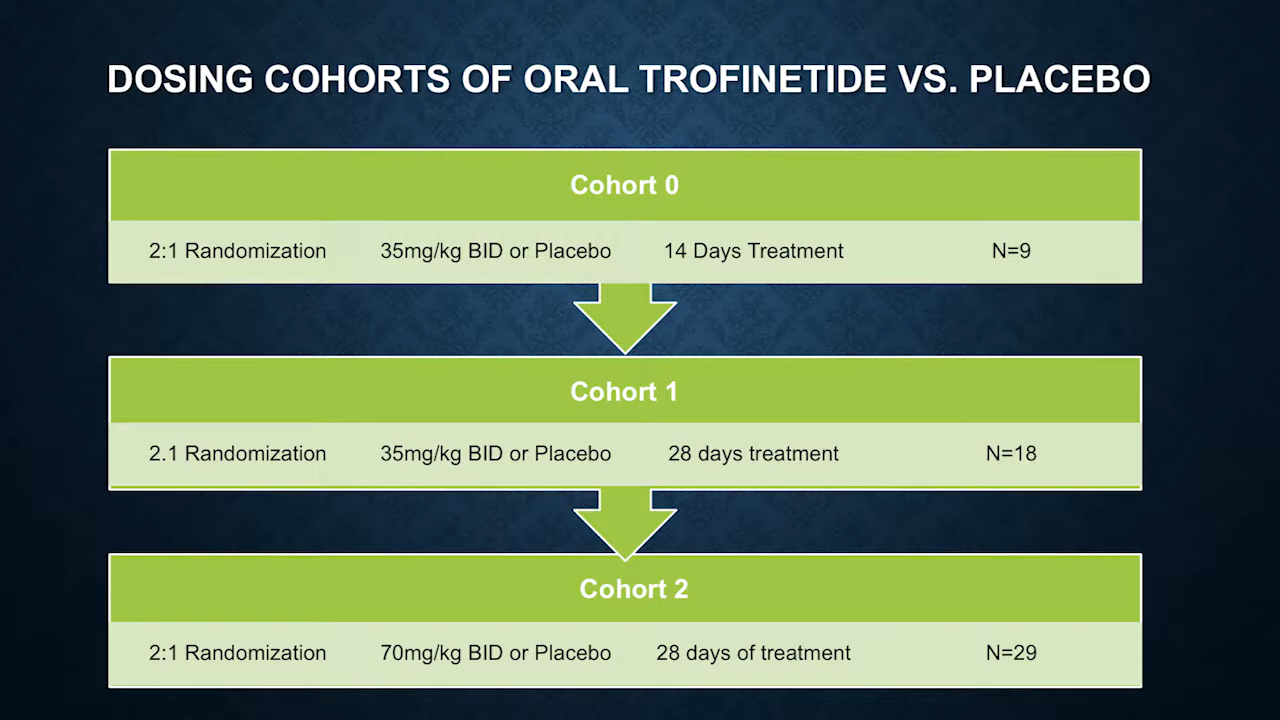 DOSING COHORTS OF ORAL TROFINETIDE VS. PLACEBO
Cohort 0
2:1 Randomization 35mg/kg BID or Placebo 14 Days Treatment N=9
Cohort 1
2.1 Randomization 35mg/kg BID or Placebo 28 days treatment N=18
Cohort 2
2:1 Randomization 70mg/kg BID or Placebo 28 days of treatment N=29